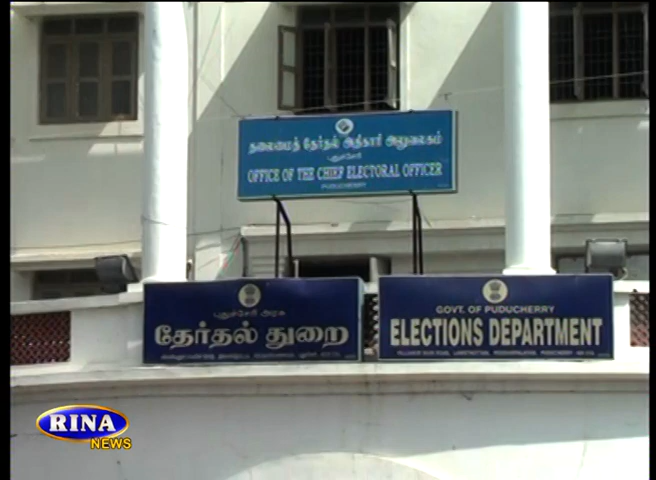 தலைமைத் தேர்தல் அதிகாரி அலுவலகம்
புதுச்சேரி
OFFICE OF THE CHIEF ELECTORAL OFFICER
PUDUCHERRY
புதுச்சேரி அரசு
தேர்தல் துறை
GOVT. OF PUDUCHERRY
ELECTIONS DEPARTMENT
RINA
NEWS